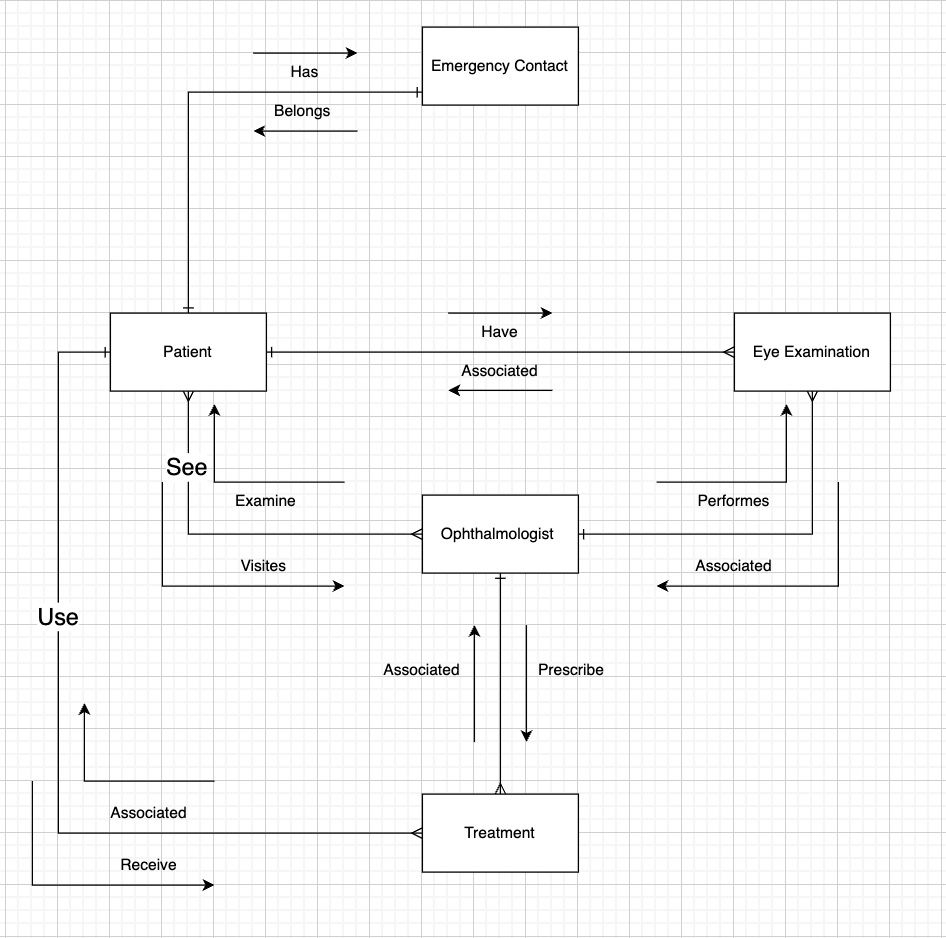 Emergency Contact
Has
Belongs
Patient
Have
Associated
Eye Examination
See
Examine
Visites
Ophthalmologist
Performes
Associated
Use
Associated
Prescribe
Associated
Receive
Treatment